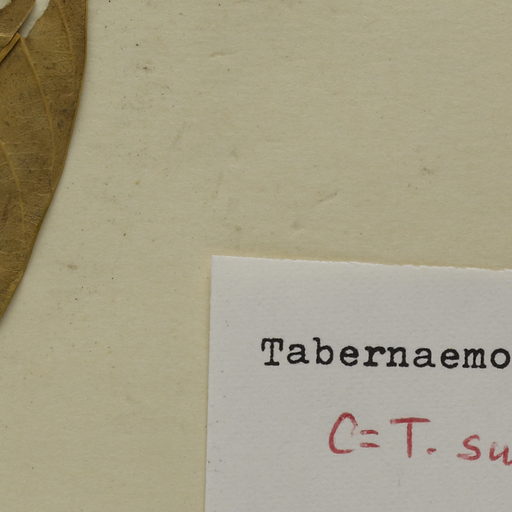 Tabernaemo
C=T. su